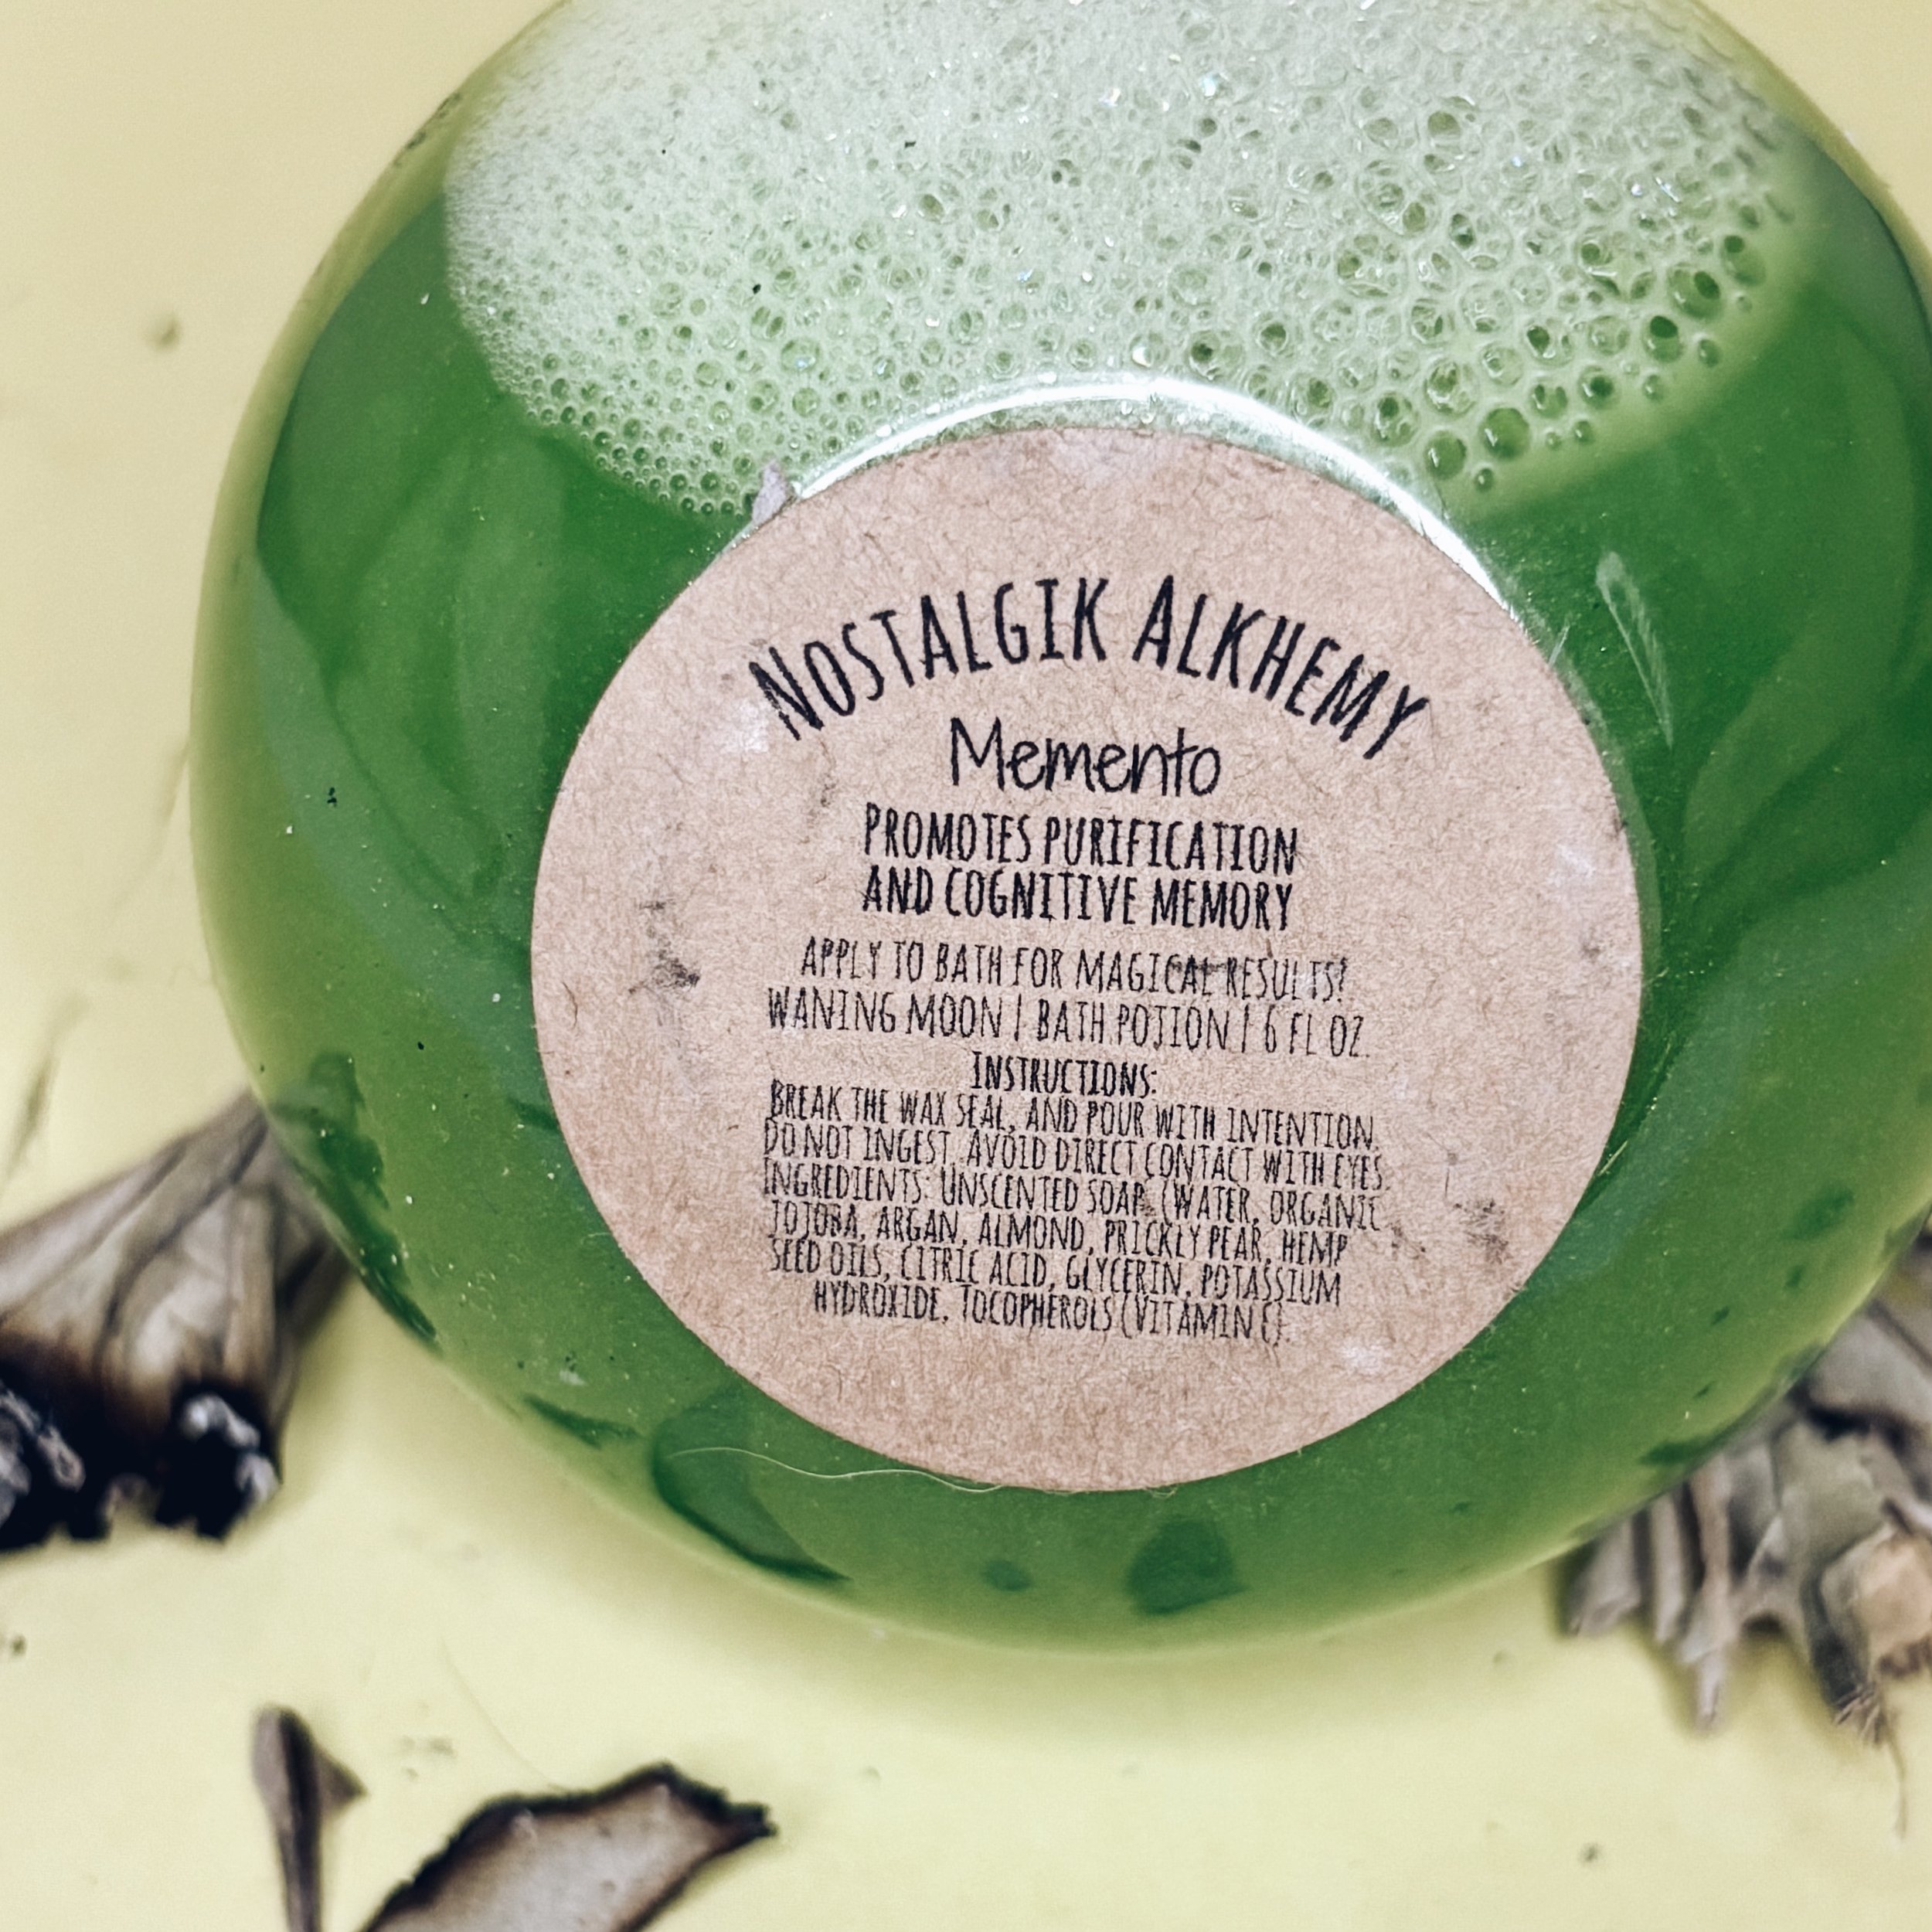 NOSTALGIK ALKHEMY
Memento
PROMOTES PURIFICATION
AND COGNITIVE MEMORY
APPLY TO BATH FOR MAGICAL RESULTS!
WANING MOON | BATH POTION | 6 FL OZ.
INSTRUCTIONS:
BREAK THE WAX SEAL, AND POUR WITH INTENTION.
DO NOT INGEST. AVOID DIRECT CONTACT WITH EYES.
INGREDIENTS: UNSCENTED SOAP (WATER, ORGANIC
JOJOBA, ARGAN, ALMOND, PRICKLY PEAR, HEMP
SEED OILS, CITRIC ACID, GLYCERIN, POTASSIUM
HYDROXIDE, TOCOPHEROLS (VITAMIN E).